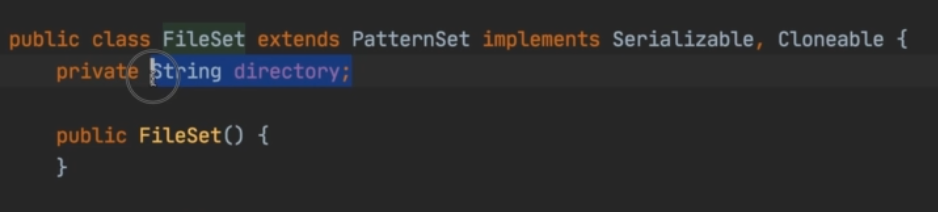 public class FileSet extends PatternSet implements Serializable, Cloneable {
private String directory;
public FileSet() {
}